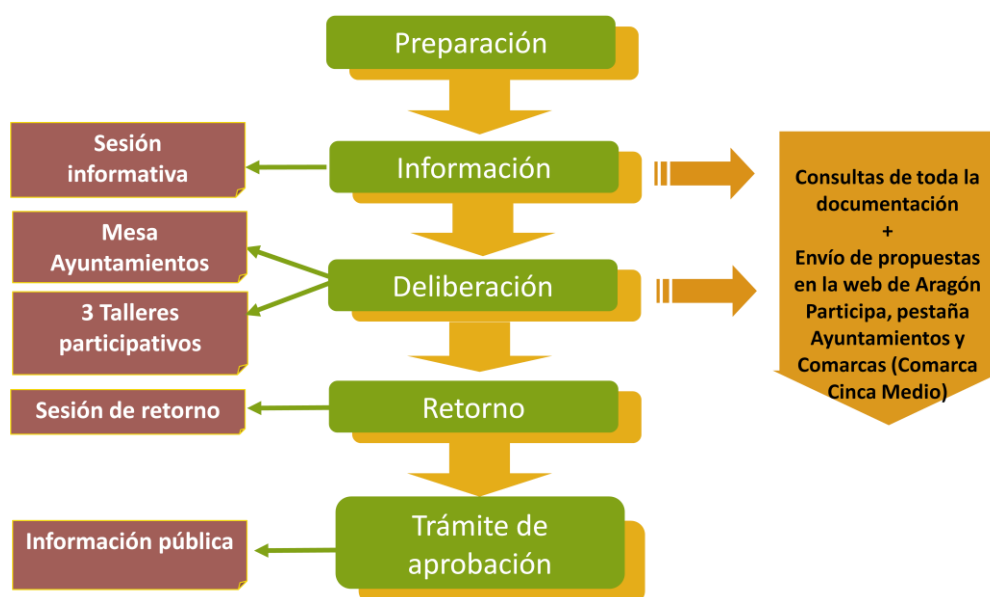 Preparación
Sesión
informativa
Información
Mesa
Ayuntamientos
Deliberación
3 Talleres
participativos
Sesión de retorno
Retorno
Información pública
Trámite de
aprobación
Consultas de toda la
documentación
+
Envío de propuestas
en la web de Aragón
Participa, pestaña
Ayuntamientos y
Comarcas (Comarca
Cinca Medio)